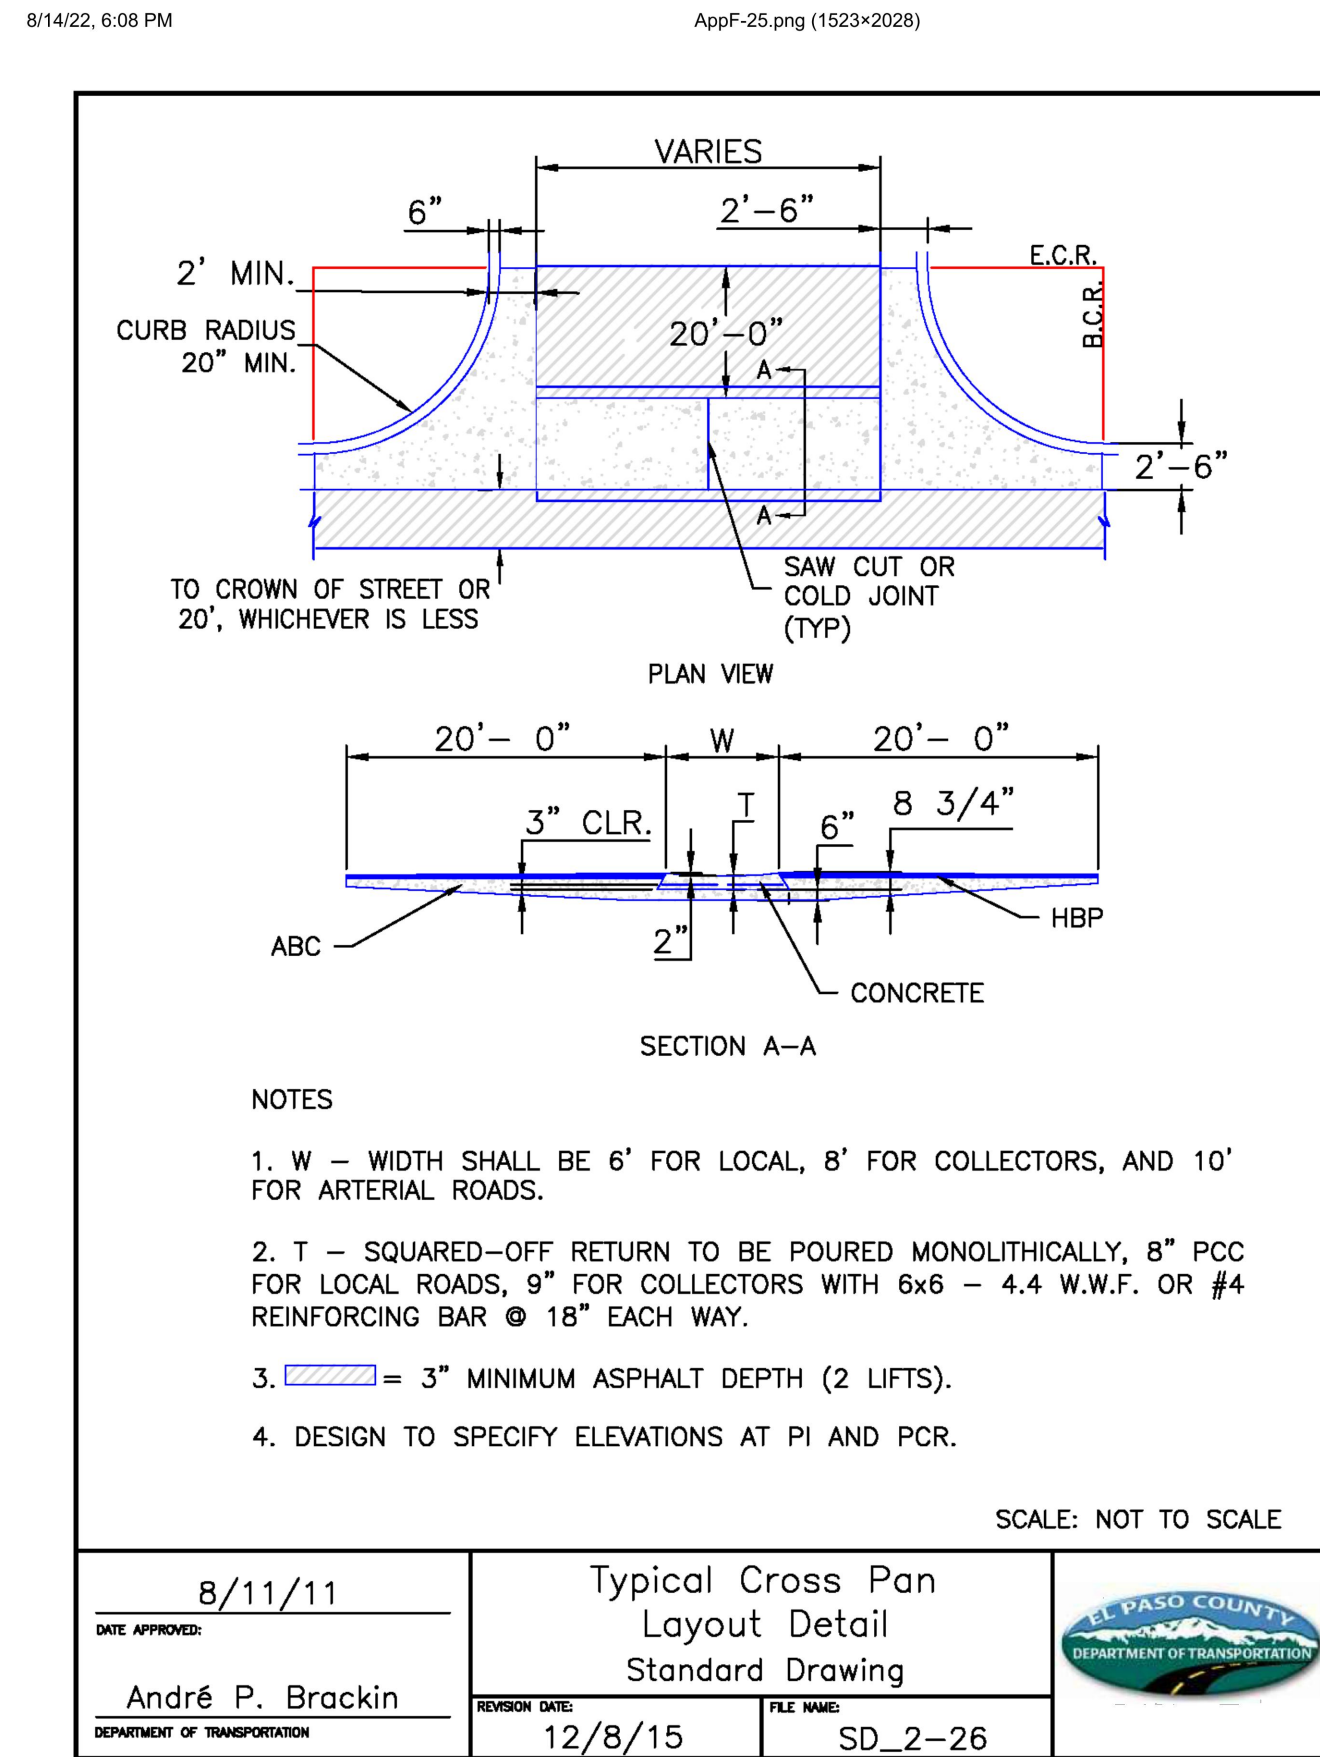 8/14/22, 6:08 PM
AppF-25.png (1523×2028)
VARIES
6”
2’-6”
E.C.R.
2’ MIN.
B.C.R.
CURB RADIUS
20” MIN.
20’-0”
A
2’-6”
A
SAW CUT OR
COLD JOINT
(TYP)
TO CROWN OF STREET OR
20’, WHICHEVER IS LESS
PLAN VIEW
20’- 0”
W
20’- 0”
3” CLR.
T
6”
8 3/4”
ABC
2”
HBP
CONCRETE
SECTION A-A
NOTES
1. W - WIDTH SHALL BE 6’ FOR LOCAL, 8’ FOR COLLECTORS, AND 10’
FOR ARTERIAL ROADS.
2. T - SQUARED-OFF RETURN TO BE POURED MONOLITHICALLY, 8” PCC
FOR LOCAL ROADS, 9” FOR COLLECTORS WITH 6x6 - 4.4 W.W.F. OR #4
REINFORCING BAR @ 18” EACH WAY.
3. = 3” MINIMUM ASPHALT DEPTH (2 LIFTS).
4. DESIGN TO SPECIFY ELEVATIONS AT PI AND PCR.
SCALE: NOT TO SCALE
8/11/11
DATE APPROVED:
André P. Brackin
DEPARTMENT OF TRANSPORTATION
Typical Cross Pan
Layout Detail
Standard Drawing
REVISION DATE:
12/8/15
FILE NAME:
SD_2-26
EL PASO COUNTY
DEPARTMENT OF TRANSPORTATION